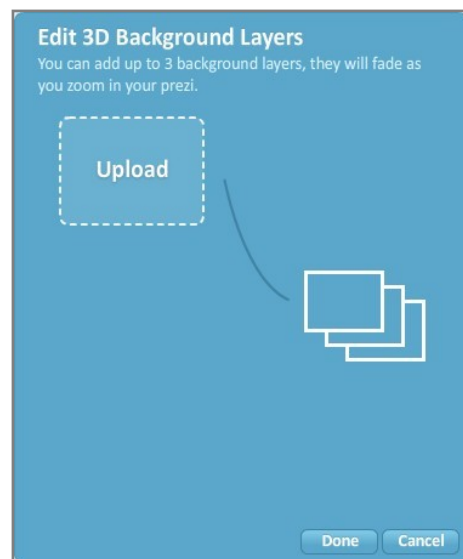 Edit 3D Background Layers
You can add up to 3 background layers, they will fade as
you zoom in your prezi.
Upload
Done Cancel